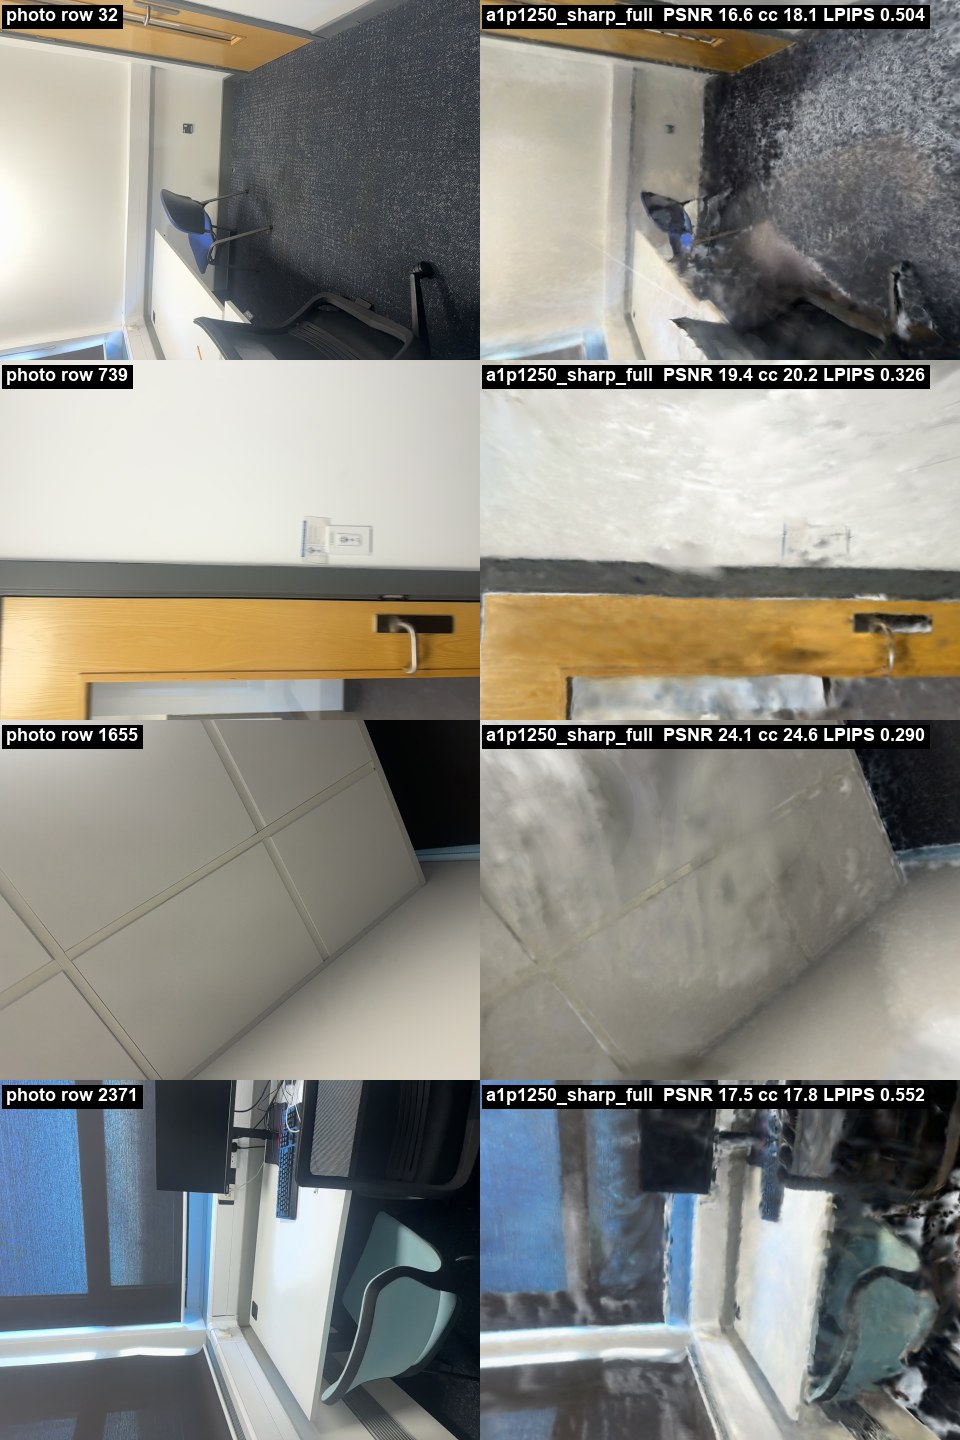 photo row 32
a1p1250_sharp_full PSNR 16.6 cc 18.1 LPIPS 0.504
photo row 739
a1p1250_sharp_full PSNR 19.4 cc 20.2 LPIPS 0.326
photo row 1655
a1p1250_sharp_full PSNR 24.1 cc 24.6 LPIPS 0.290
photo row 2371
a1p1250_sharp_full PSNR 17.5 cc 17.8 LPIPS 0.552